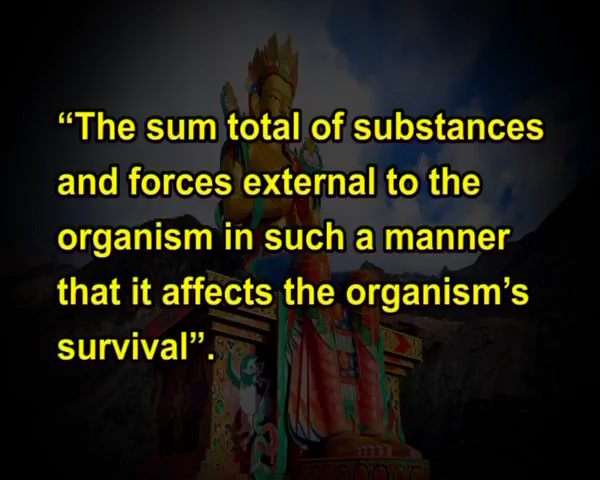 “The sum total of substances
and forces external to the
organism in such a manner
that it affects the organism’s
survival”.